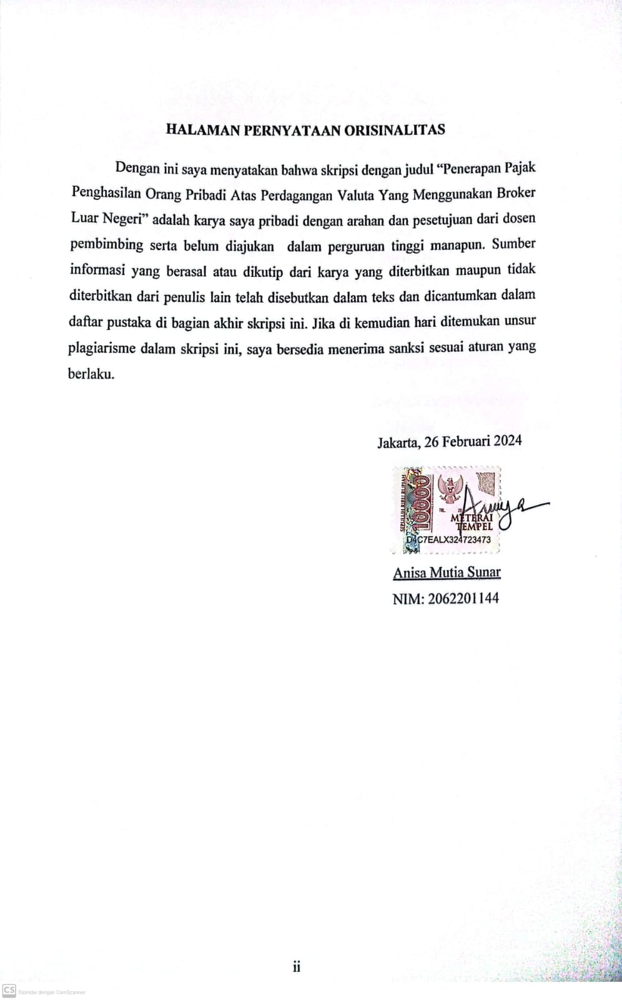 HALAMAN PERNYATAAN ORISINALITAS
Dengan ini saya menyatakan bahwa skripsi dengan judul “Penerapan Pajak
Penghasilan Orang Pribadi Atas Perdagangan Valuta Yang Menggunakan Broker
Luar Negeri” adalah karya saya pribadi dengan arahan dan pesetujuan dari dosen
pembimbing serta belum diajukan dalam perguruan tinggi manapun. Sumber
informasi yang berasal atau dikutip dari karya yang diterbitkan maupun tidak
diterbitkan dari penulis lain telah disebutkan dalam teks dan dicantumkan dalam
daftar pustaka di bagian akhir skripsi ini. Jika di kemudian hari ditemukan unsur
plagiarisme dalam skripsi ini, saya bersedia menerima sanksi sesuai aturan yang
berlaku.
Jakarta, 26 Februari 2024
SEPULUH RIBU RUPIAH
10000
TGL. 20
METERAI
TEMPEL
D4C7EALX324723473
Anisa Mutia Sunar
NIM: 2062201144
ii
CS Dipindai dengan CamScanner